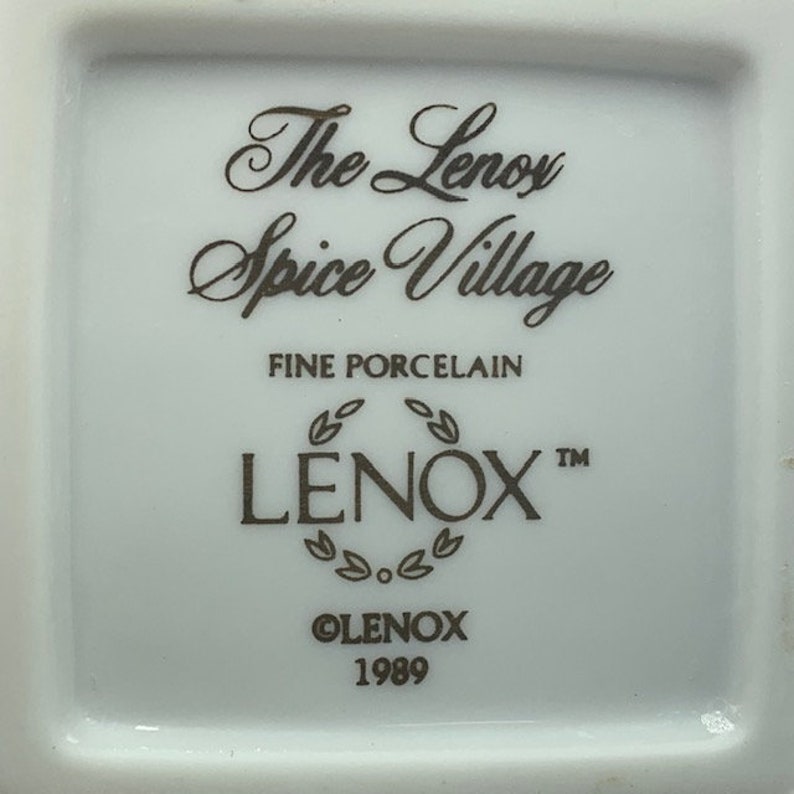 The Lenox
Spice Village
FINE PORCELAIN
LENOX™
©LENOX
1989